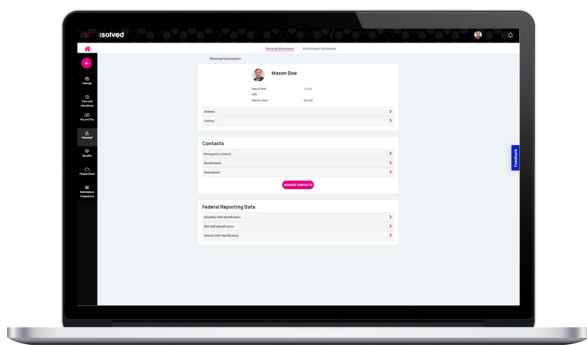 isolved
Personal Information
Employment Information
Personal Information
Mason Doe
Date of Birth
SSN
Marital Status
Married
Address
Contact
Contacts
Emergency contacts
Beneficiaries
Dependents
MANAGE CONTACTS
Federal Reporting Data
Disability Self-Identification
EEO Self-Identification
Veteran Self-Identification
Manage
Time and
Attendance
Pay and Tax
Personal
Benefits
People Cloud
Marketplace
Integrations
Feedback